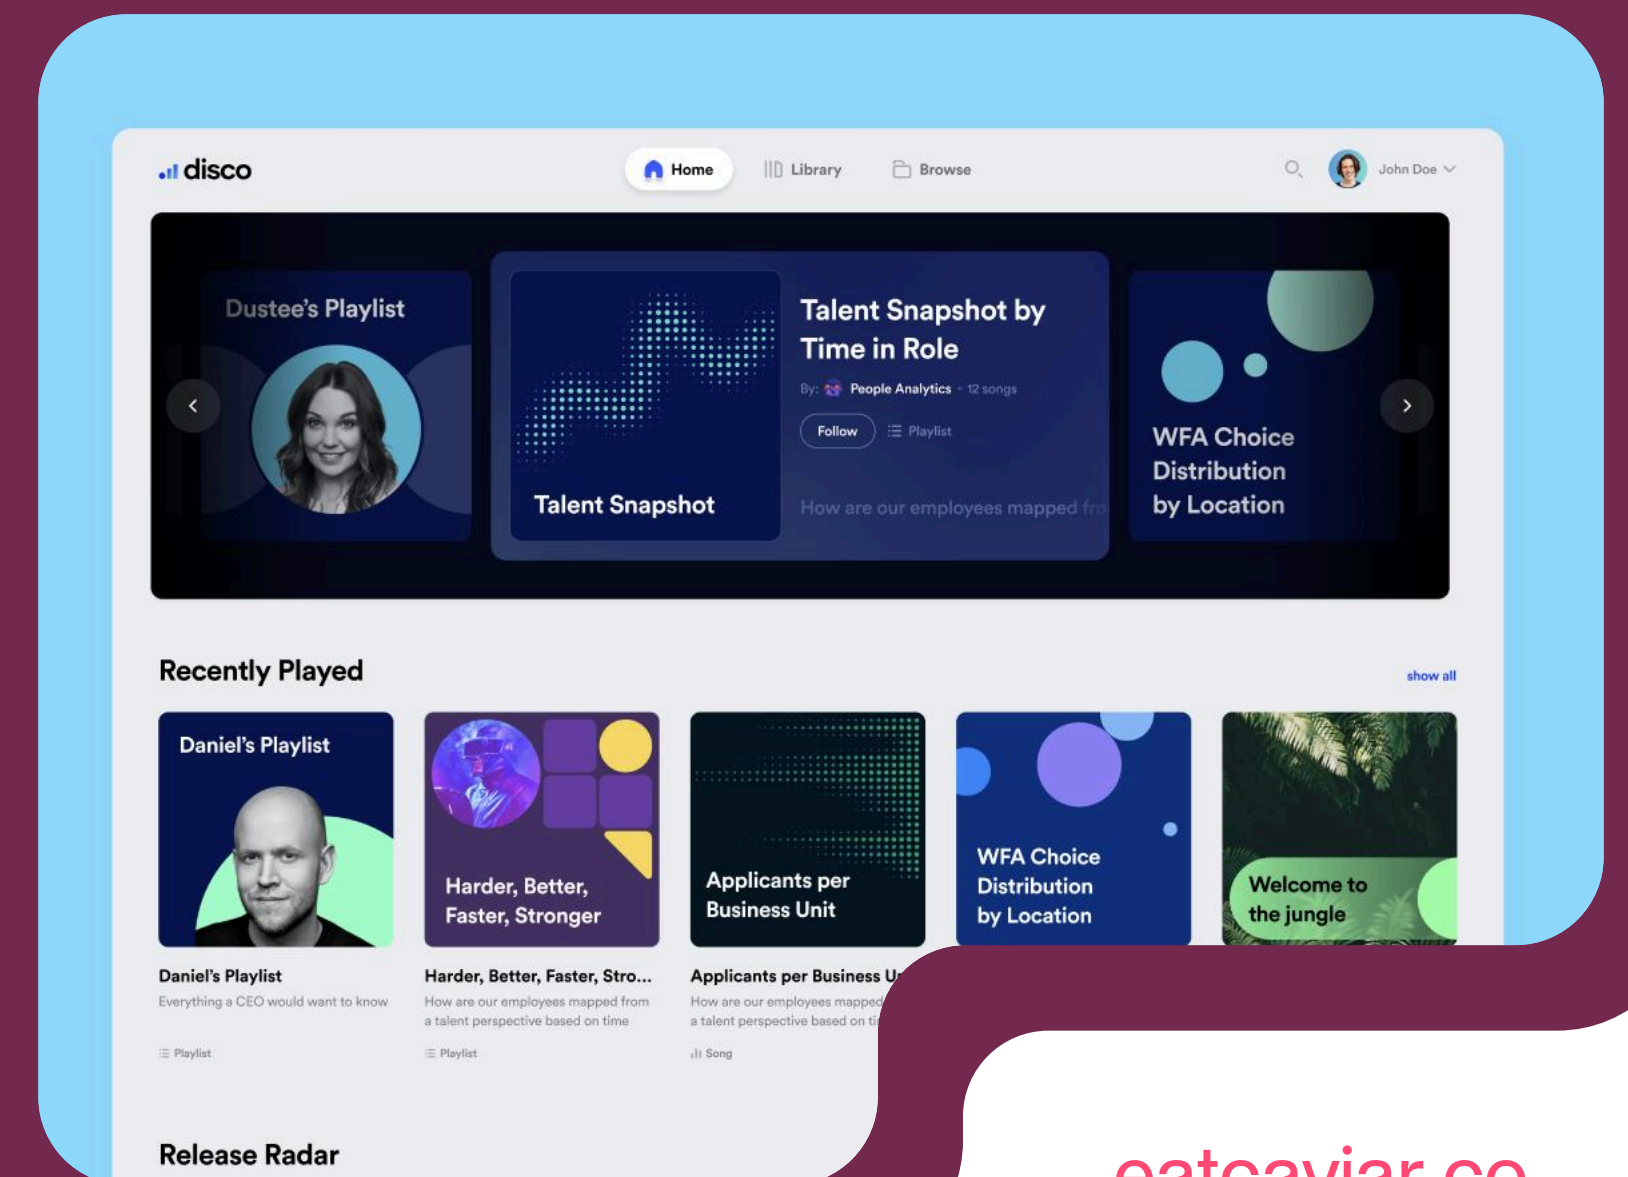 disco
Home
Library
Browse
John Doe
Dustee's Playlist
Talent Snapshot
Talent Snapshot by
Time in Role
By: People Analytics • 12 songs
Follow
Playlist
How are our employees mapped fro
WFA Choice
Distribution
by Location
Recently Played
show all
Daniel's Playlist
Harder, Better,
Faster, Stronger
Applicants per
Business Unit
WFA Choice
Distribution
by Location
Welcome to
the jungle
Daniel's Playlist
Everything a CEO would want to know
Playlist
Harder, Better, Faster, Stro...
How are our employees mapped from
a talent perspective based on time
Playlist
Applicants per Business U
How are our employees mapped
a talent perspective based on ti
Song
Release Radar
eatcaviar.co